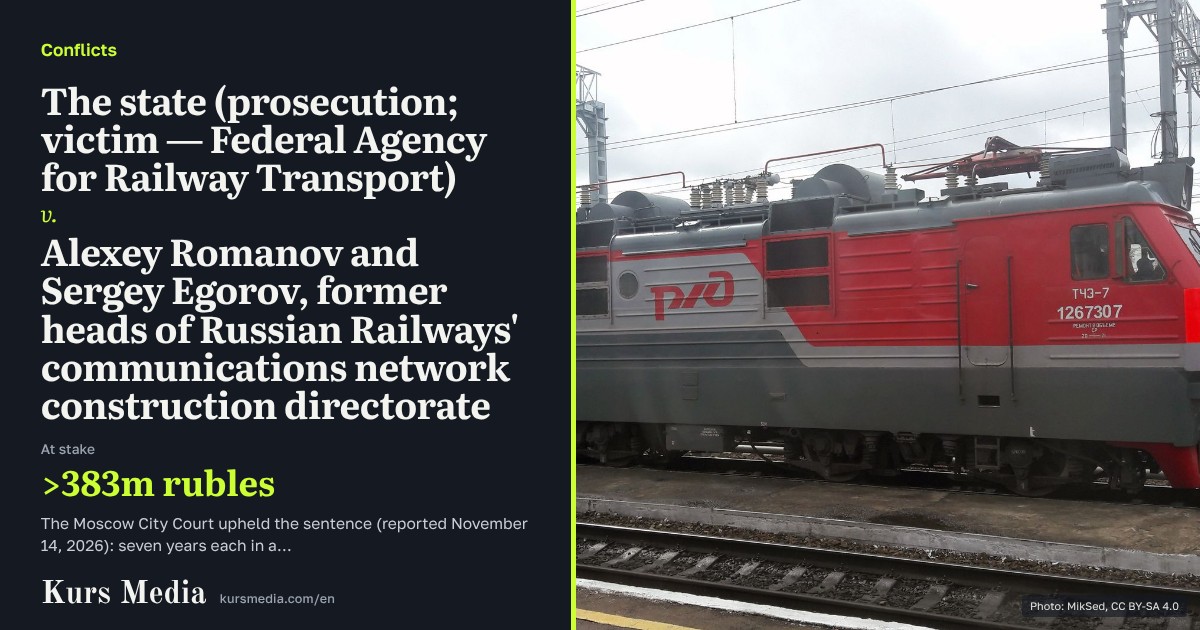 Conflicts
The state (prosecution;
victim — Federal Agency
for Railway Transport)
v.
Alexey Romanov and
Sergey Egorov, former
heads of Russian Railways'
communications network
construction directorate
At stake
>383m rubles
The Moscow City Court upheld the sentence (reported November
14, 2026): seven years each in a...
Kurs Media kursmedia.com/en
ржд
ТЧЭ-7
1267307
Photo: MikSed, CC BY-SA 4.0